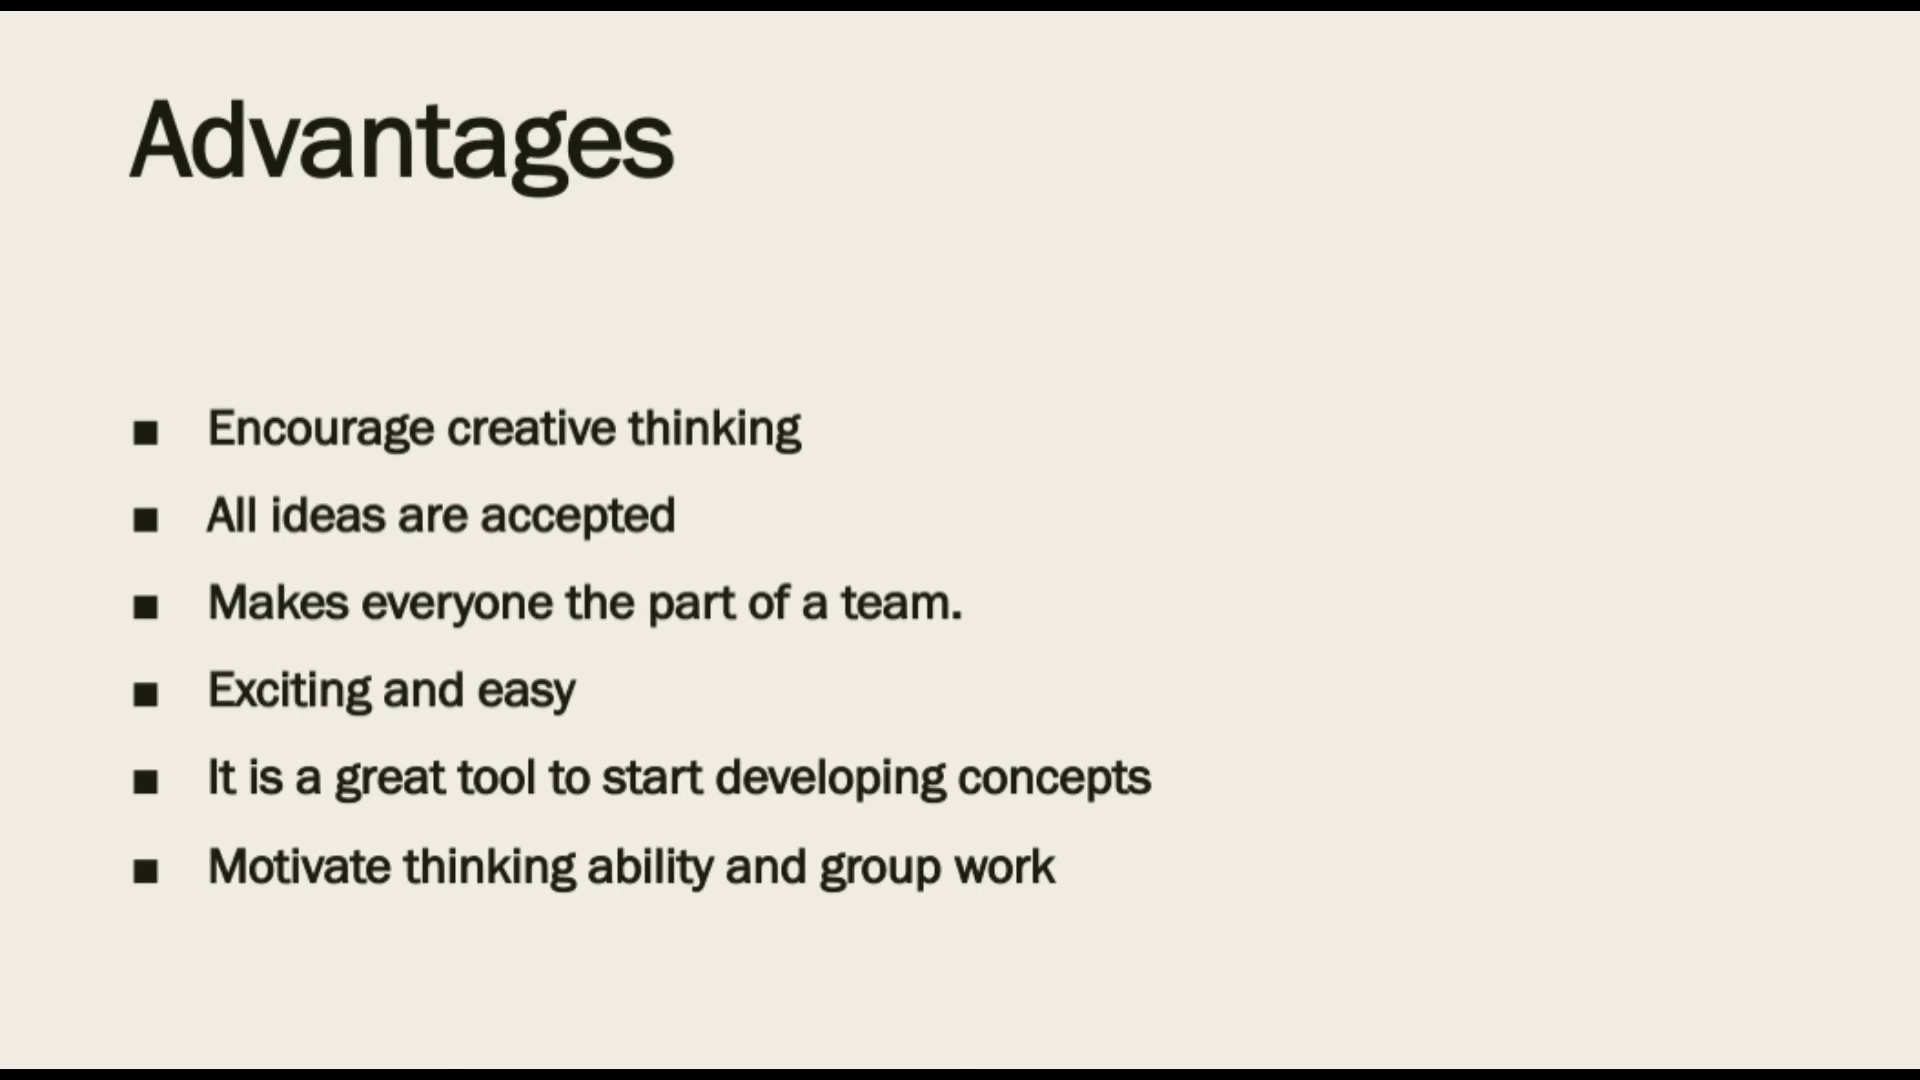 Advantages
■ Encourage creative thinking
■ All ideas are accepted
■ Makes everyone the part of a team.
■ Exciting and easy
■ It is a great tool to start developing concepts
■ Motivate thinking ability and group work